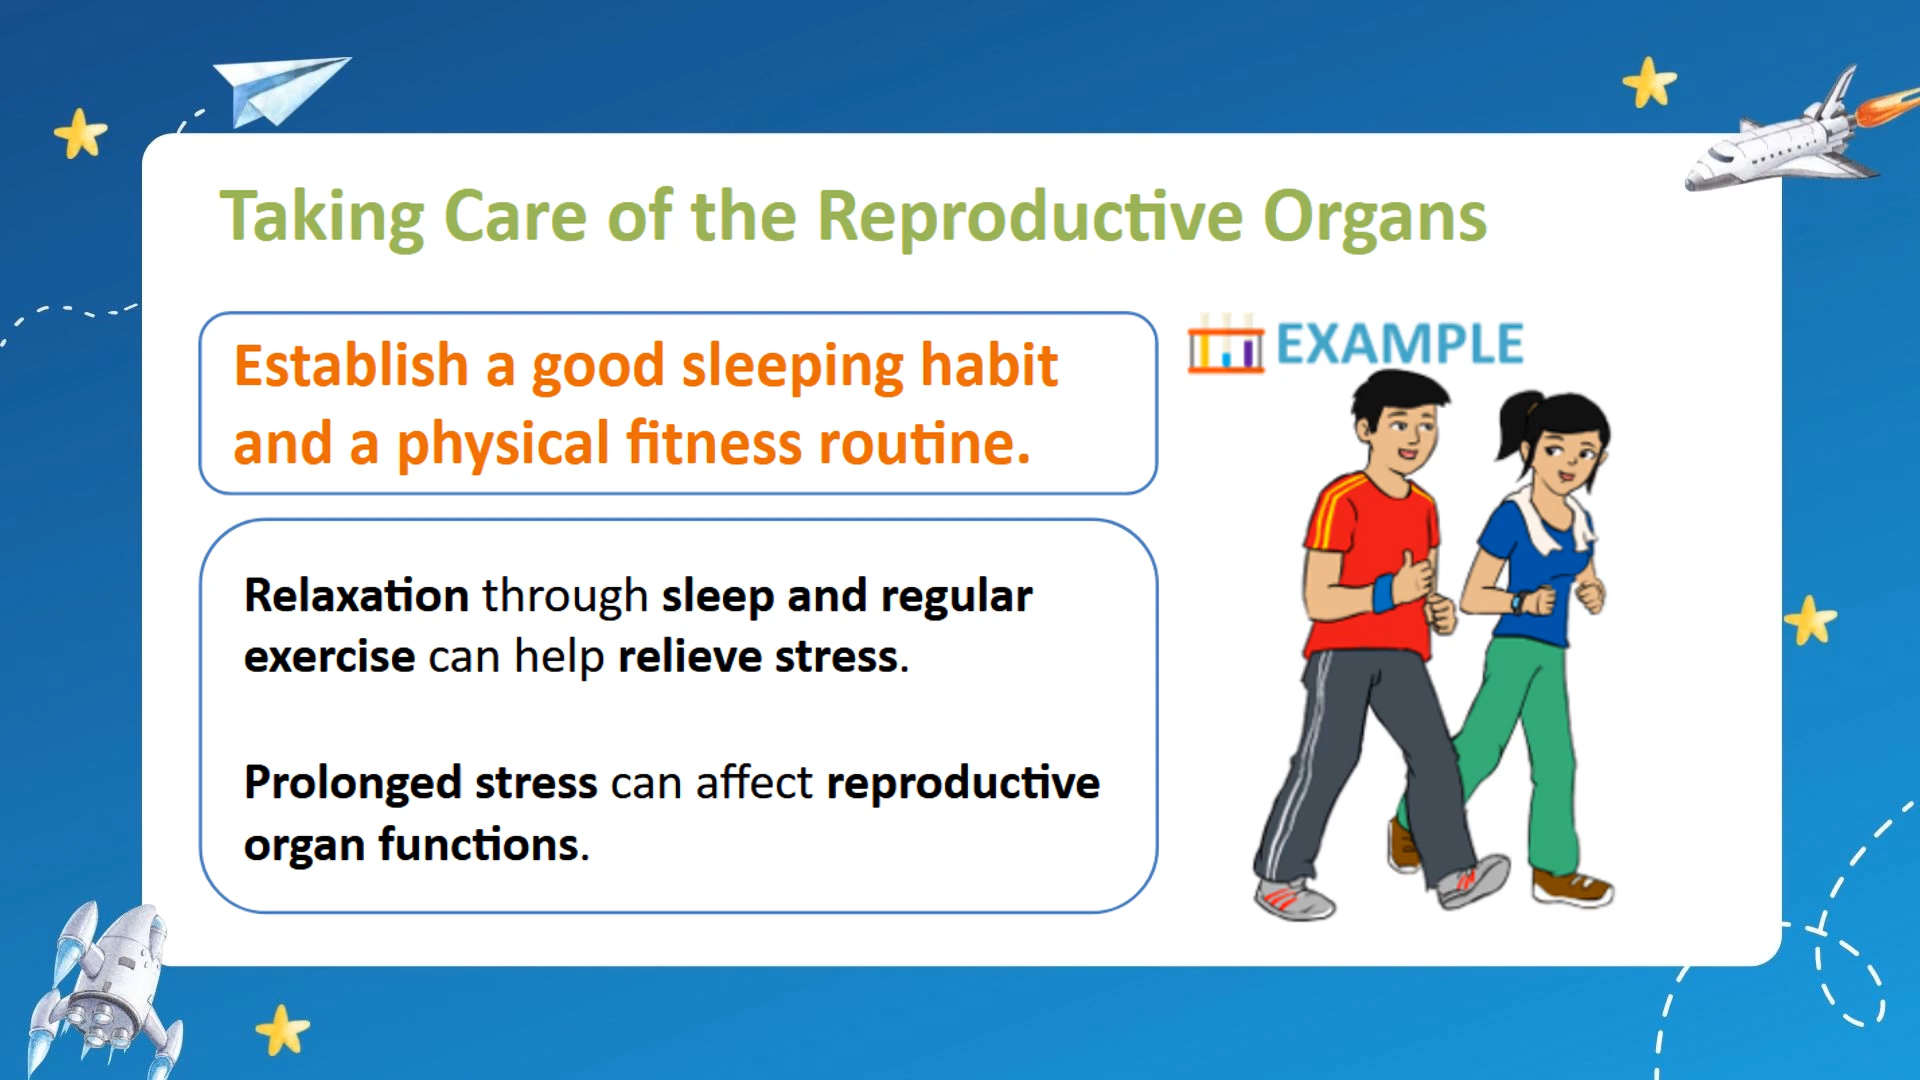 Taking Care of the Reproductive Organs
Establish a good sleeping habit
and a physical fitness routine.
EXAMPLE
Relaxation through sleep and regular
exercise can help relieve stress.
Prolonged stress can affect reproductive
organ functions.